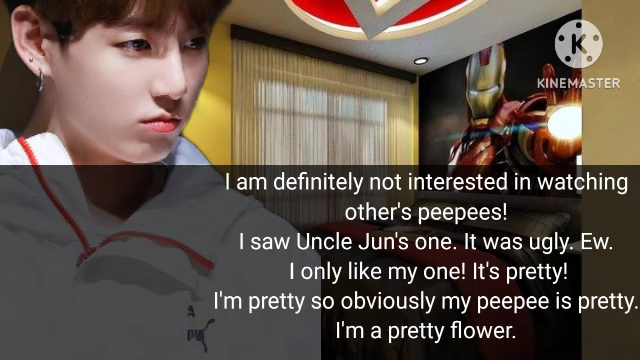 K
KINEMASTER
I am definitely not interested in watching
other's peepees!
I saw Uncle Jun's one. It was ugly. Ew.
I only like my one! It's pretty!
I'm pretty so obviously my peepee is pretty.
I'm a pretty flower.